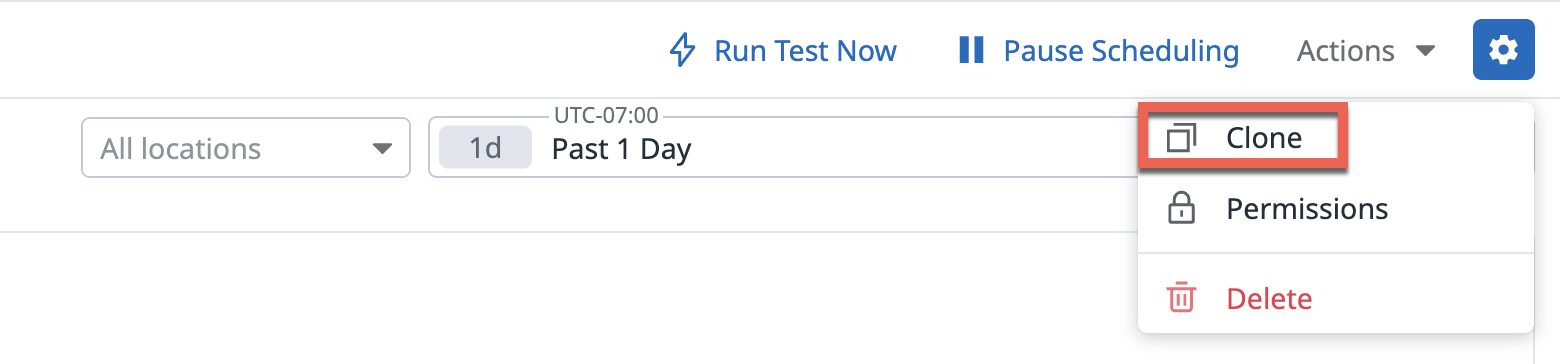 Run Test Now Pause Scheduling Actions
UTC-07:00
All locations 1d Past 1 Day
Clone
Permissions
Delete